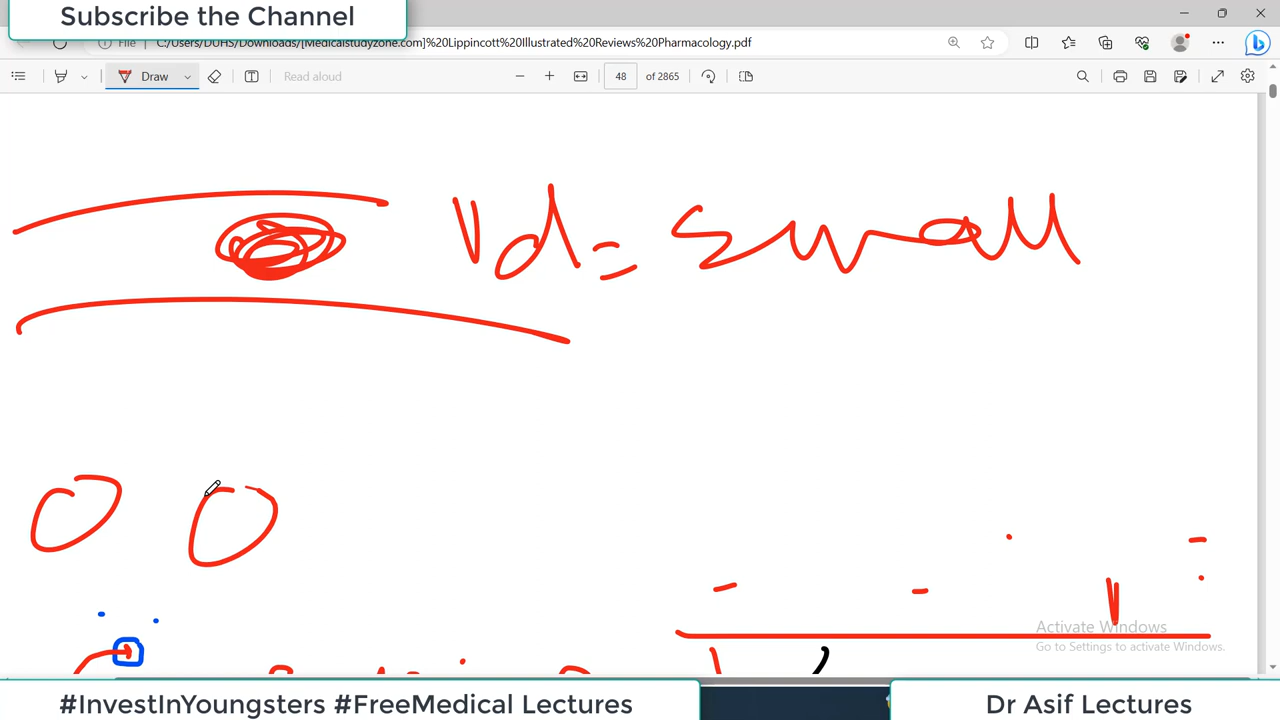 Subscribe the Channel
File C:/Users/DUHS/Downloads/[Medicalstudyzone.com]%20Lippincott%20Illustrated%20Reviews%20Pharmacology.pdf
Draw
Read aloud
48 of 2865
Vd = Small
Activate Windows
Go to Settings to activate Windows.
#InvestInYoungsters #FreeMedical Lectures
Dr Asif Lectures